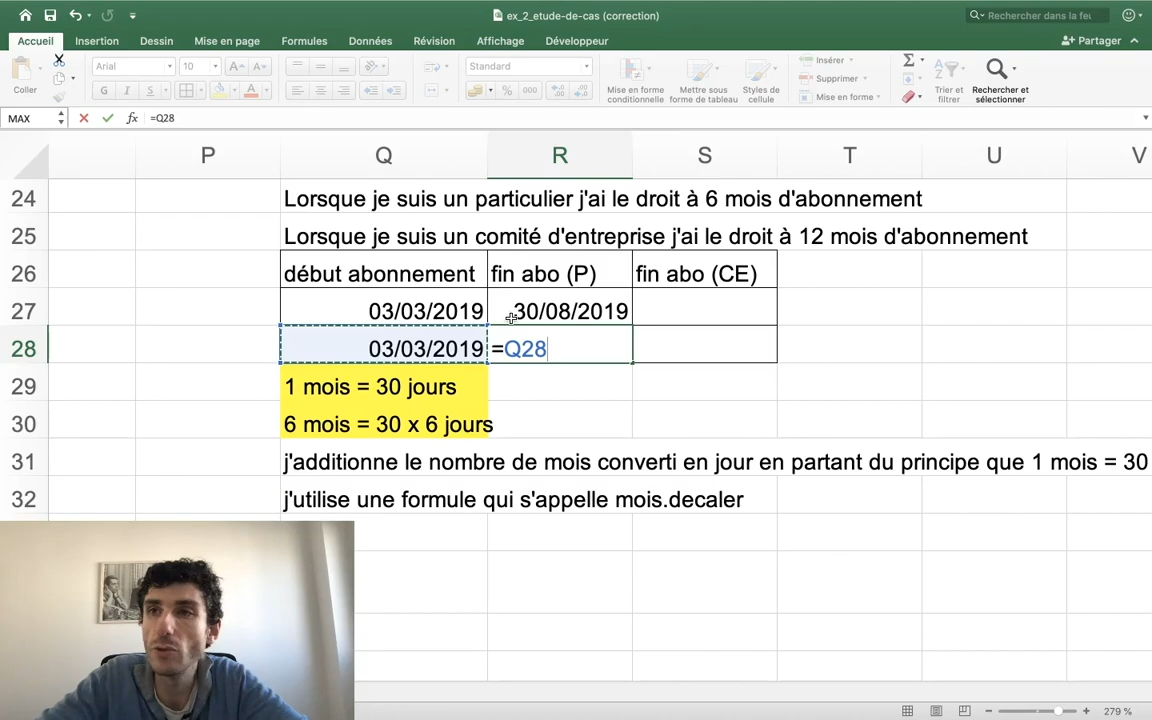 ex_2_etude-de-cas (correction)
Rechercher dans la feu
Accueil Insertion Dessin Mise en page Formules Données Révision Affichage Développeur
Partager
Coller
Arial 10
G I S
Standard
% 000
Mise en forme conditionnelle
Mettre sous forme de tableau
Styles de cellule
Insérer
Supprimer
Mise en forme
Trier et filtrer
Rechercher et sélectionner
MAX fx =Q28
P Q R S T U V
24 Lorsque je suis un particulier j'ai le droit à 6 mois d'abonnement
25 Lorsque je suis un comité d'entreprise j'ai le droit à 12 mois d'abonnement
26 début abonnement fin abo (P) fin abo (CE)
27 03/03/2019 30/08/2019
28 03/03/2019 =Q28
29 1 mois = 30 jours
30 6 mois = 30 x 6 jours
31 j'additionne le nombre de mois converti en jour en partant du principe que 1 mois = 30
32 j'utilise une formule qui s'appelle mois.decaler
279 %